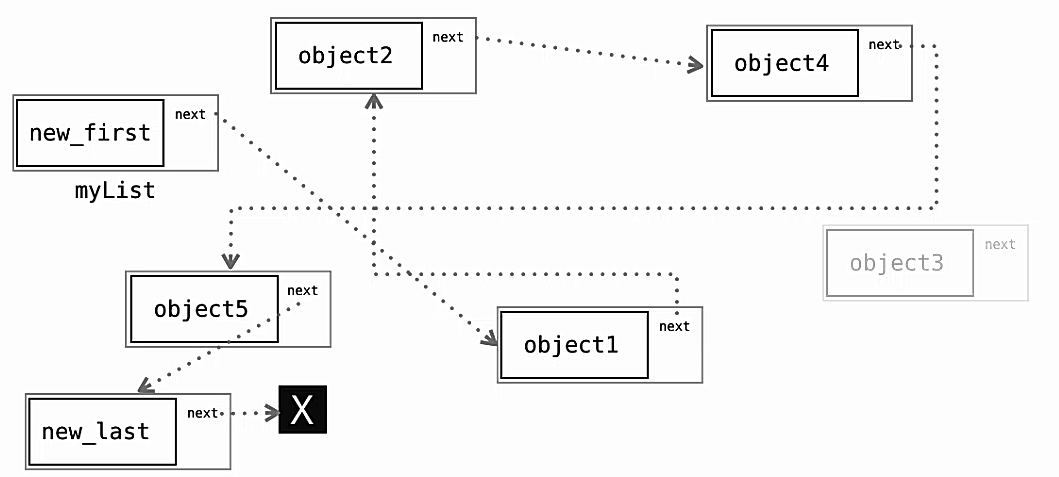 object2 next
object4 next
new_first next
myList
object3 next
object5 next
object1 next
new_last next X